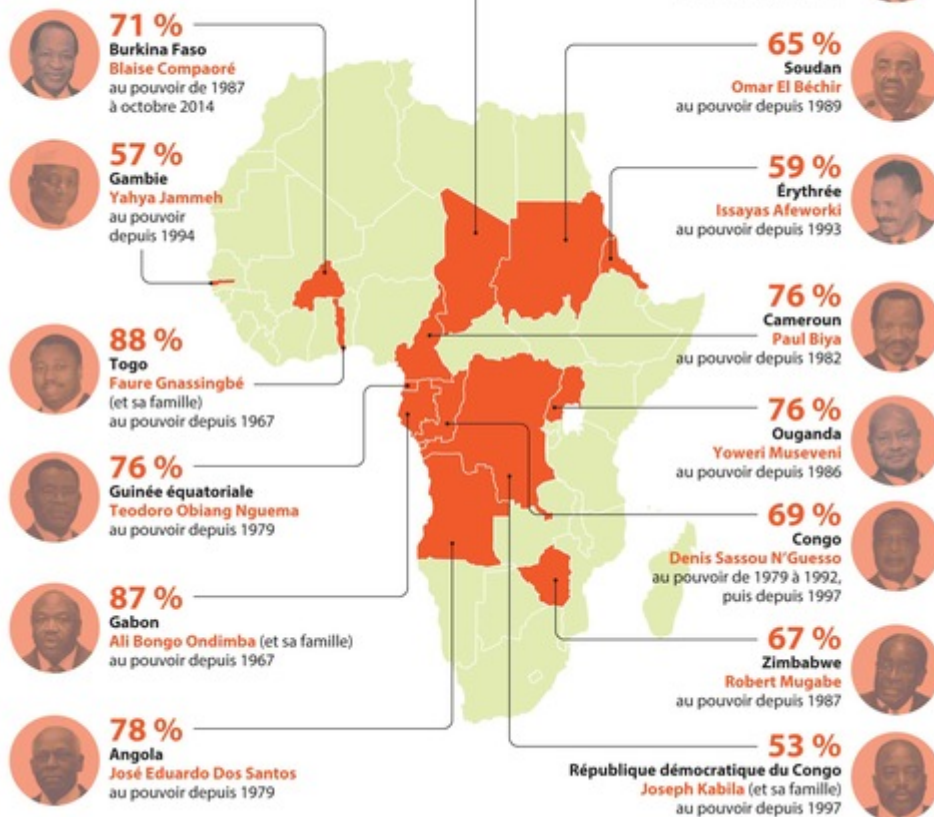 71 %
Burkina Faso
Blaise Compaoré
au pouvoir de 1987
à octobre 2014
57 %
Gambie
Yahya Jammeh
au pouvoir
depuis 1994
88 %
Togo
Faure Gnassingbé
(et sa famille)
au pouvoir depuis 1967
76 %
Guinée équatoriale
Teodoro Obiang Nguema
au pouvoir depuis 1979
87 %
Gabon
Ali Bongo Ondimba (et sa famille)
au pouvoir depuis 1967
78 %
Angola
José Eduardo Dos Santos
au pouvoir depuis 1979
65 %
Soudan
Omar El Béchir
au pouvoir depuis 1989
59 %
Érythrée
Issayas Afeworki
au pouvoir depuis 1993
76 %
Cameroun
Paul Biya
au pouvoir depuis 1982
76 %
Ouganda
Yoweri Museveni
au pouvoir depuis 1986
69 %
Congo
Denis Sassou N'Guesso
au pouvoir de 1979 à 1992,
puis depuis 1997
67 %
Zimbabwe
Robert Mugabe
au pouvoir depuis 1987
53 %
République démocratique du Congo
Joseph Kabila (et sa famille)
au pouvoir depuis 1997